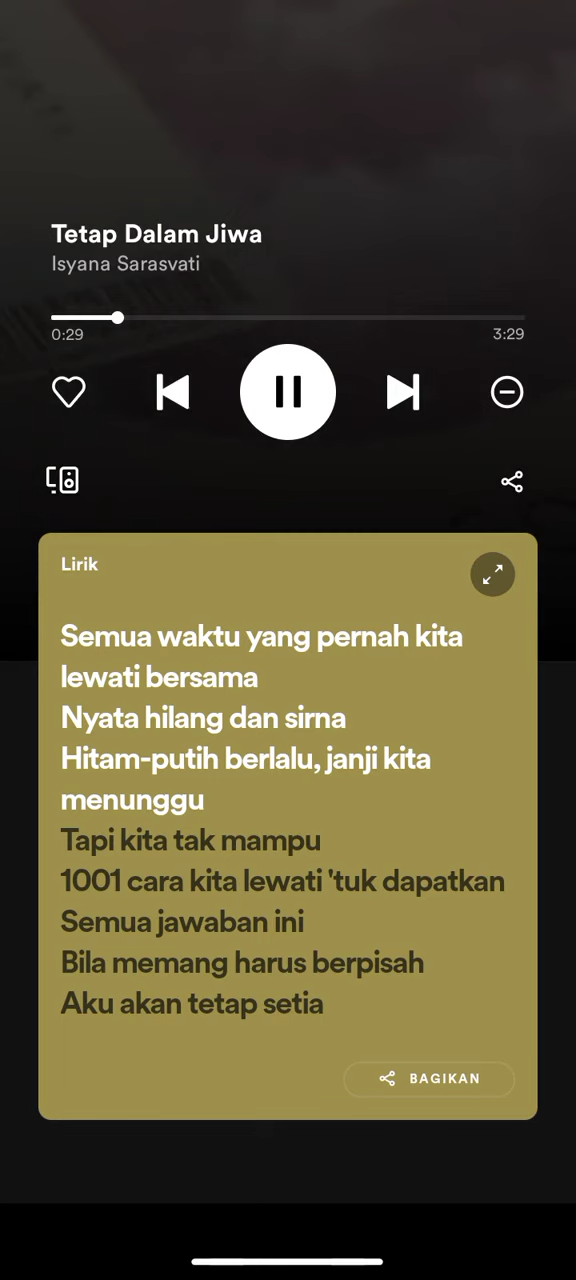 Tetap Dalam Jiwa
Isyana Sarasvati
0:29
3:29
Lirik
Semua waktu yang pernah kita
lewati bersama
Nyata hilang dan sirna
Hitam-putih berlalu, janji kita
menunggu
Tapi kita tak mampu
1001 cara kita lewati 'tuk dapatkan
Semua jawaban ini
Bila memang harus berpisah
Aku akan tetap setia
BAGIKAN